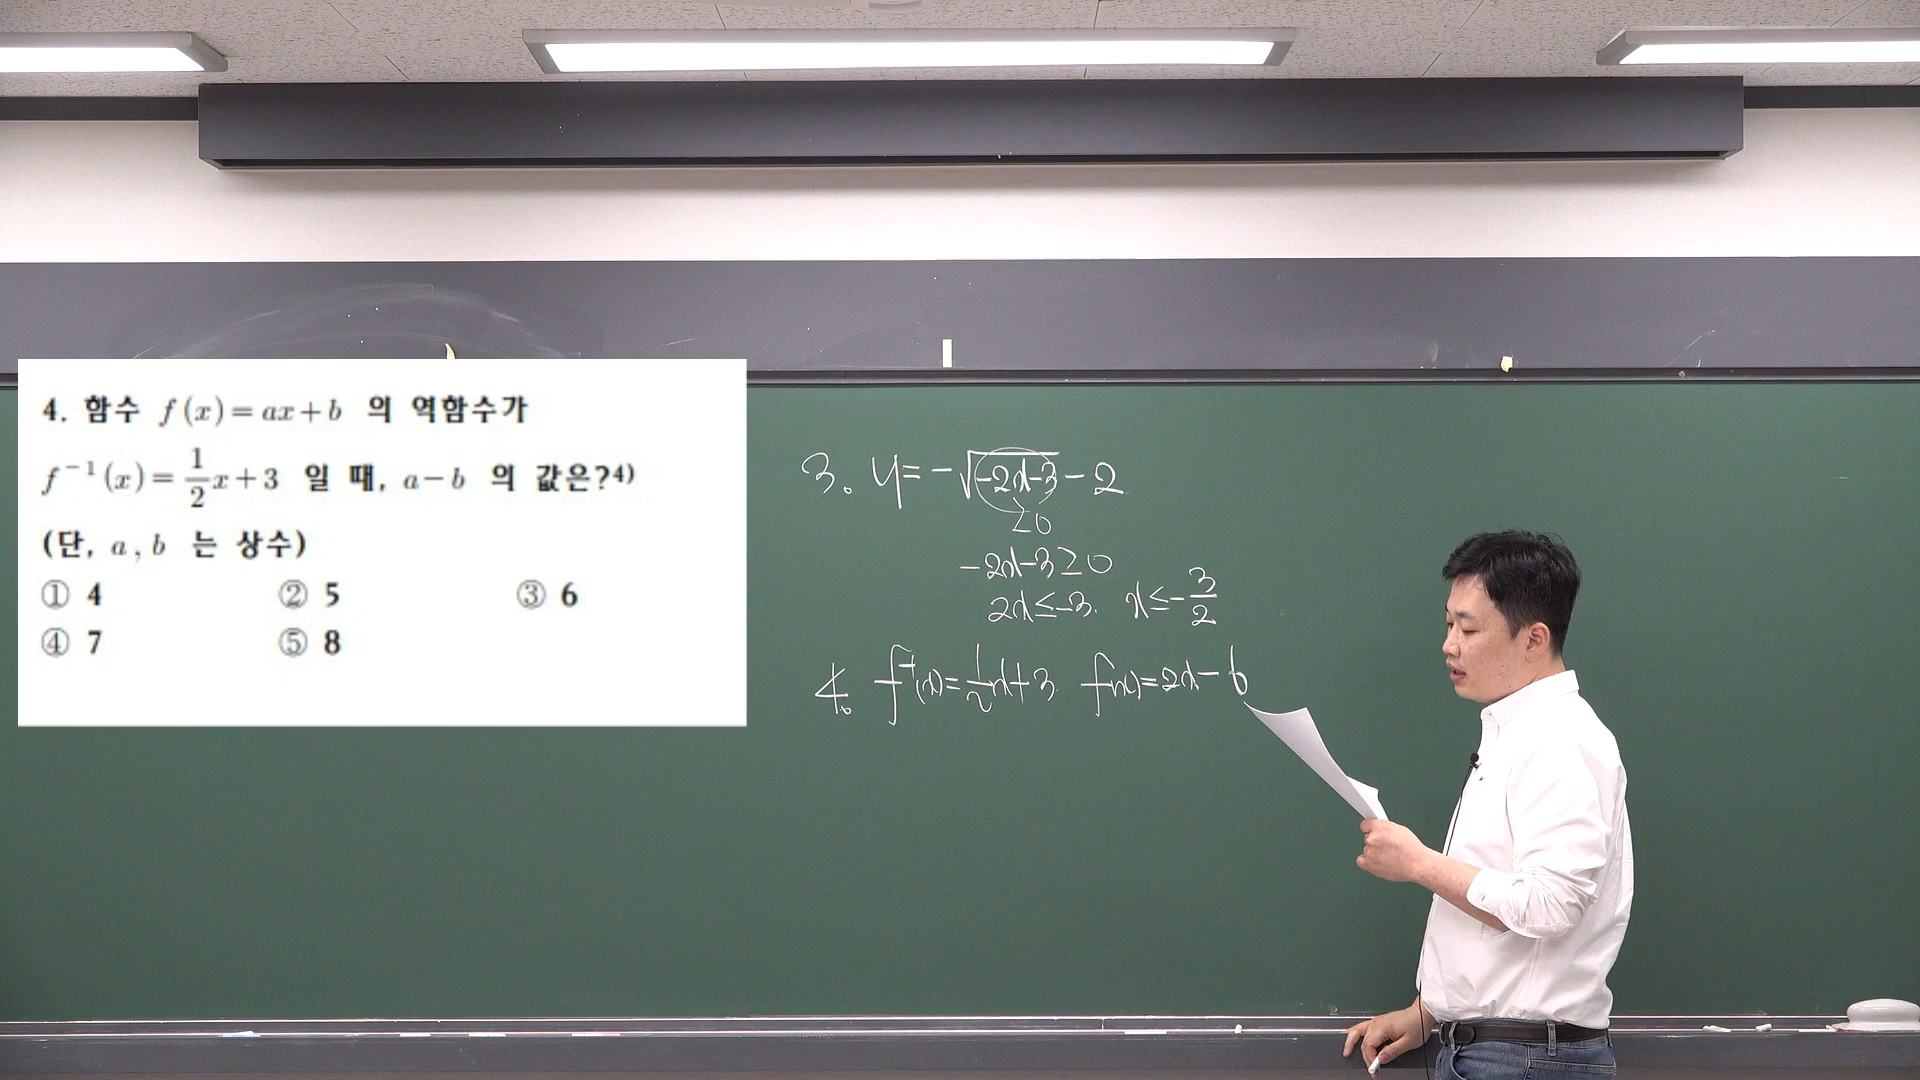 4. 함수 f(x)=ax+b 의 역함수가
f⁻¹(x)=1/2x+3 일 때, a-b 의 값은?4)
(단, a, b 는 상수)
① 4 ② 5 ③ 6
④ 7 ⑤ 8
3. y=-√(-2x-3)-2
≥0
-2x-3≥0
2x≤-3. x≤-3/2
4. f⁻¹(x)=1/2x+3 f(x)=2x-6